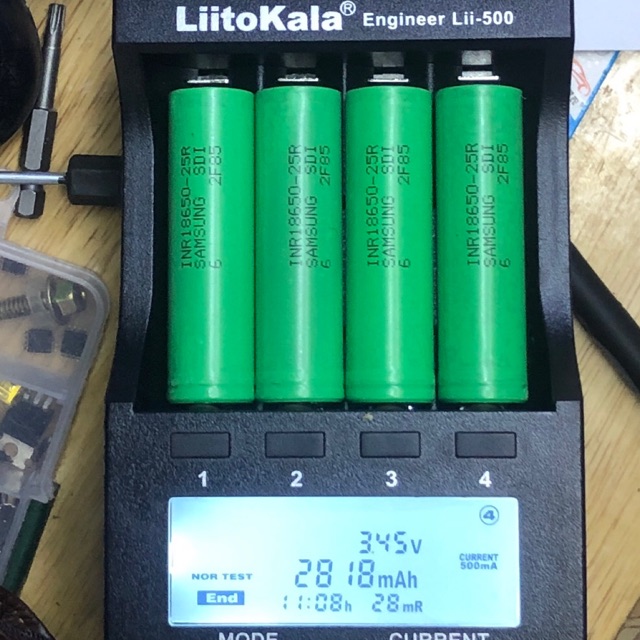 LiitoKala® Engineer Lii-500
INR18650-25R SDI
SAMSUNG 2F85
6
INR18650-25R SDI
SAMSUNG 2F85
6
INR18650-25R SDI
SAMSUNG 2F85
6
INR18650-25R SDI
SAMSUNG 2F85
6
1 2 3 4
4
3.45V
CURRENT
500mA
NOR TEST 2818mAh
End 11:08h 28mR
MODE CURRENT